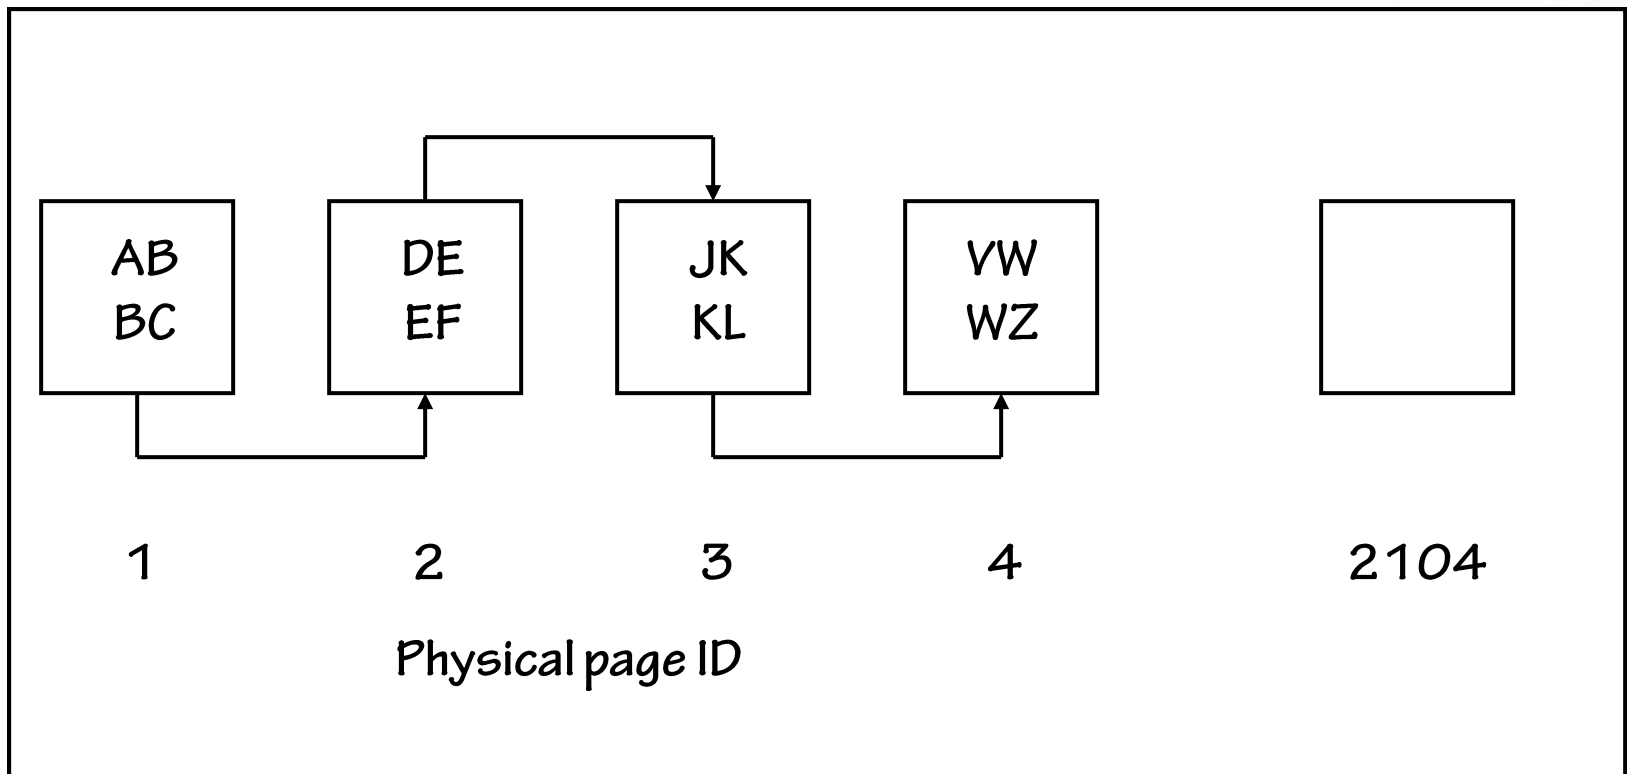 AB
BC
DE
EF
JK
KL
VW
WZ
1 2 3 4 2104
Physical page ID